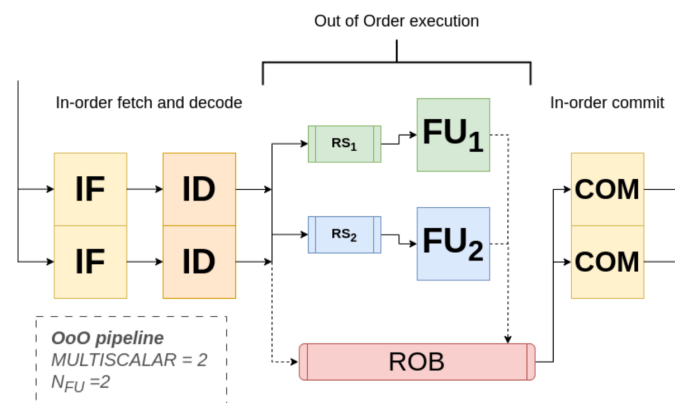 Out of Order execution
In-order fetch and decode
In-order commit
RS1
FU1
IF
ID
COM
RS2
FU2
IF
ID
COM
OoO pipeline
MULTISCALAR = 2
NFU =2
ROB